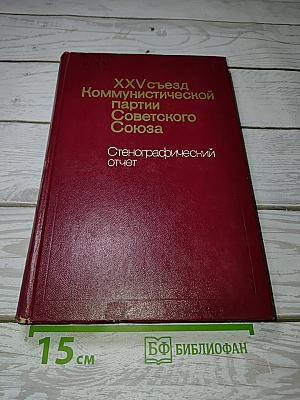 XXV съезд
Коммунистической
партии
Советского
Союза
Стенографический
отчет
15 см
БФ БИБЛИОФАН